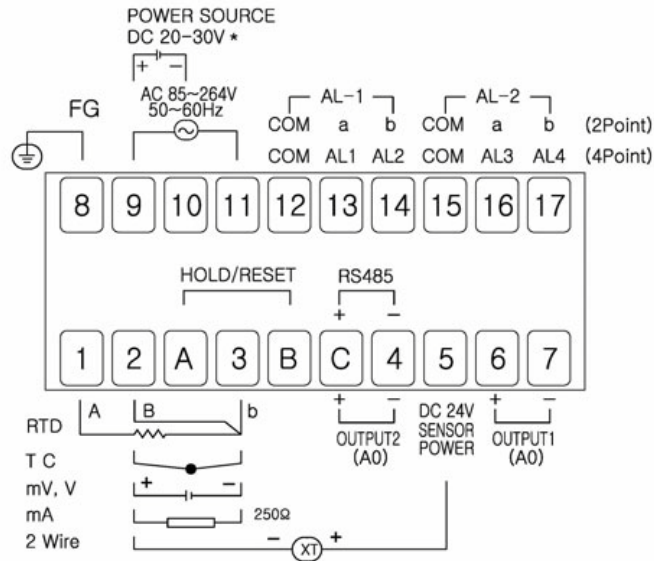 POWER SOURCE
DC 20-30V *
+ −
AC 85~264V
50~60Hz
FG
AL-1
AL-2
COM a b COM a b (2Point)
COM AL1 AL2 COM AL3 AL4 (4Point)
8 9 10 11 12 13 14 15 16 17
HOLD/RESET
RS485
+ −
1 2 A 3 B C 4 5 6 7
A B b
RTD
+ −
OUTPUT2
(A0)
DC 24V
SENSOR
POWER
+ −
OUTPUT1
(A0)
T C
mV, V + −
mA 250Ω
2 Wire − XT +